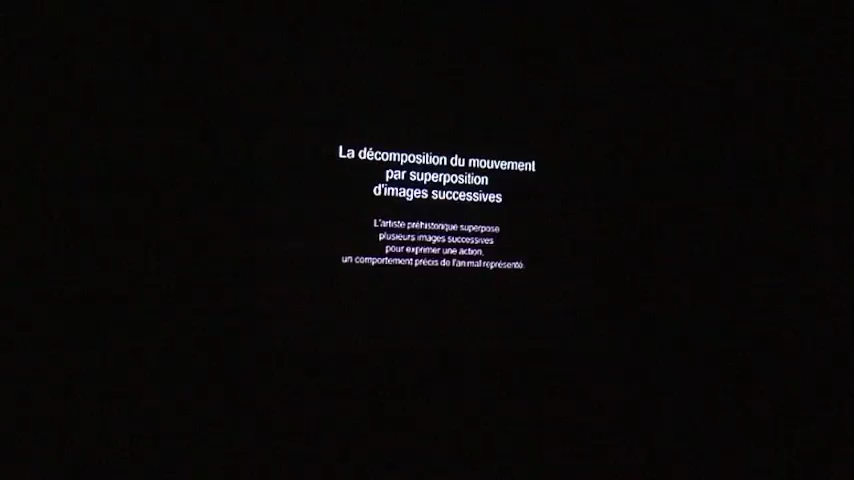 La décomposition du mouvement
par superposition
d'images successives
L'artiste préhistorique superpose
plusieurs images successives
pour exprimer une action,
un comportement précis de l'animal représenté.